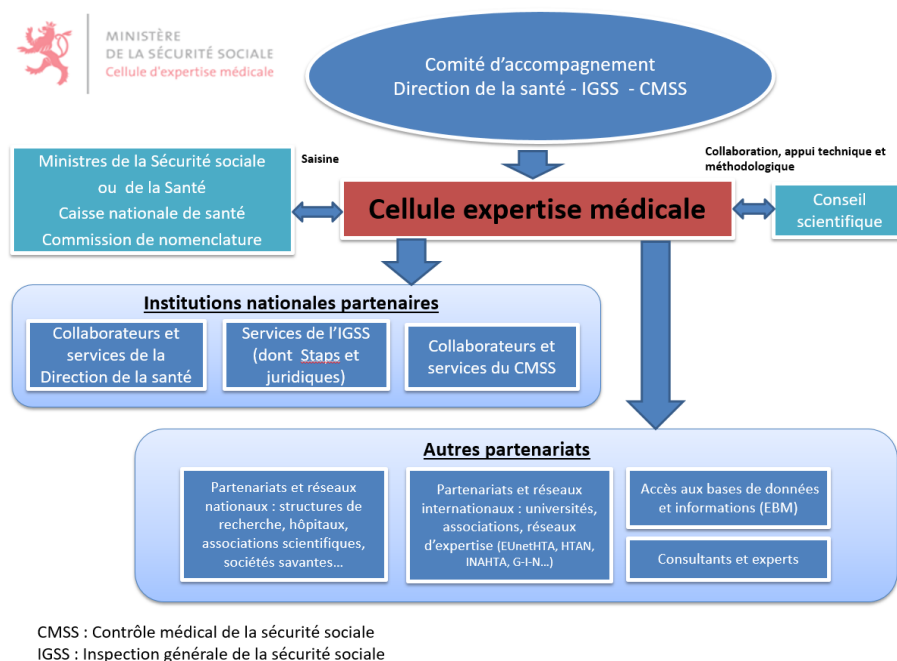 MINISTÈRE
DE LA SÉCURITÉ SOCIALE
Cellule d'expertise médicale
Comité d'accompagnement
Direction de la santé - IGSS - CMSS
Ministres de la Sécurité sociale
ou de la Santé
Caisse nationale de santé
Commission de nomenclature
Saisine
Cellule expertise médicale
Collaboration, appui technique et
méthodologique
Conseil
scientifique
Institutions nationales partenaires
Collaborateurs et
services de la
Direction de la santé
Services de l'IGSS
(dont Staps et
juridiques)
Collaborateurs et
services du CMSS
Autres partenariats
Partenariats et réseaux
nationaux : structures de
recherche, hôpitaux,
associations scientifiques,
sociétés savantes…
Partenariats et réseaux
internationaux : universités,
associations, réseaux
d'expertise (EUnetHTA, HTAN,
INAHTA, G-I-N…)
Accès aux bases de données
et informations (EBM)
Consultants et experts
CMSS : Contrôle médical de la sécurité sociale
IGSS : Inspection générale de la sécurité sociale